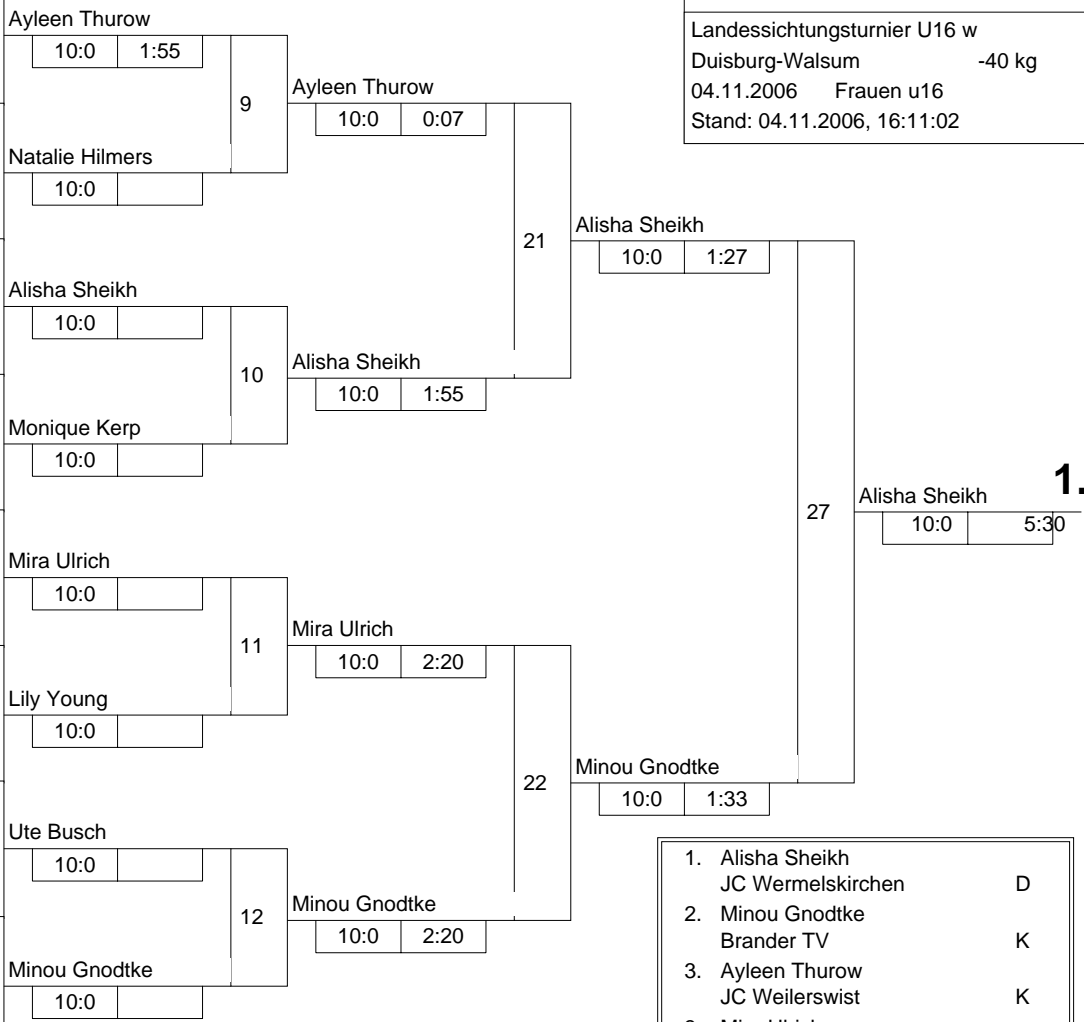 Landessichtungsturnier U16 w
Duisburg-Walsum -40 kg
04.11.2006 Frauen u16
Stand: 04.11.2006, 16:11:02
Ayleen Thurow
10:0 1:55
9
Natalie Hilmers
10:0
Alisha Sheikh
10:0
10
Monique Kerp
10:0
Mira Ulrich
10:0
11
Lily Young
10:0
Ute Busch
10:0
12
Minou Gnodtke
10:0
Ayleen Thurow
10:0 0:07
21
Alisha Sheikh
10:0 1:55
Mira Ulrich
10:0 2:20
22
Minou Gnodtke
10:0 2:20
Alisha Sheikh
10:0 1:27
27
Minou Gnodtke
10:0 1:33
Alisha Sheikh 1.
10:0 5:30
1. Alisha Sheikh
JC Wermelskirchen D
2. Minou Gnodtke
Brander TV K
3. Ayleen Thurow
JC Weilerswist K